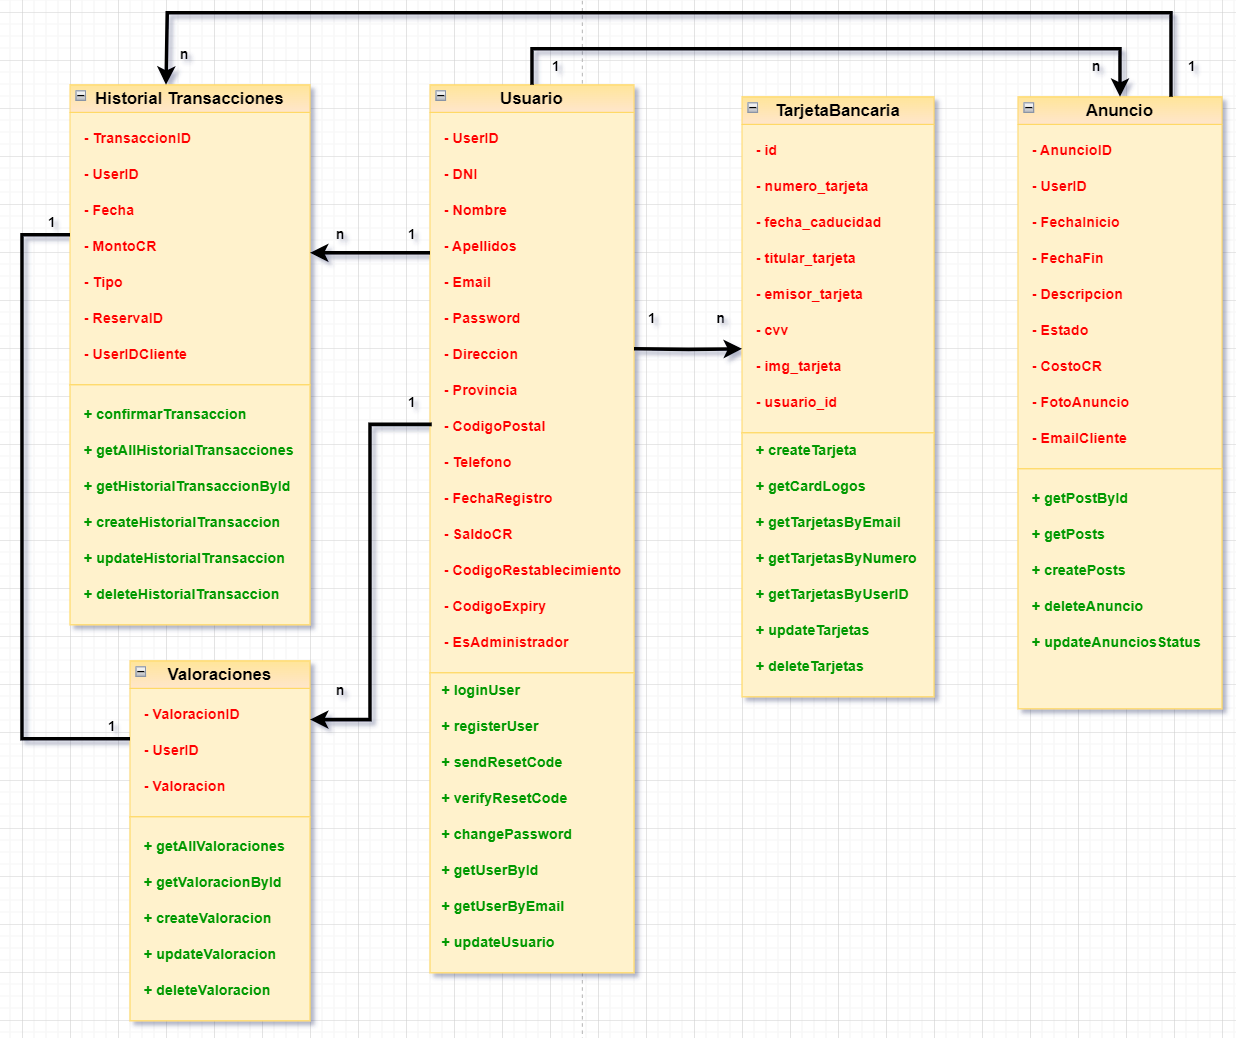 n
1
n
1
Historial Transacciones
- TransaccionID
- UserID
- Fecha
- MontoCR
- Tipo
- ReservaID
- UserIDCliente
+ confirmarTransaccion
+ getAllHistorialTransacciones
+ getHistorialTransaccionById
+ createHistorialTransaccion
+ updateHistorialTransaccion
+ deleteHistorialTransaccion
1
n
1
Usuario
- UserID
- DNI
- Nombre
- Apellidos
- Email
- Password
- Direccion
- Provincia
- CodigoPostal
- Telefono
- FechaRegistro
- SaldoCR
- CodigoRestablecimiento
- CodigoExpiry
- EsAdministrador
+ loginUser
+ registerUser
+ sendResetCode
+ verifyResetCode
+ changePassword
+ getUserById
+ getUserByEmail
+ updateUsuario
1
n
TarjetaBancaria
- id
- numero_tarjeta
- fecha_caducidad
- titular_tarjeta
- emisor_tarjeta
- cvv
- img_tarjeta
- usuario_id
+ createTarjeta
+ getCardLogos
+ getTarjetasByEmail
+ getTarjetasByNumero
+ getTarjetasByUserID
+ updateTarjetas
+ deleteTarjetas
Anuncio
- AnuncioID
- UserID
- FechaInicio
- FechaFin
- Descripcion
- Estado
- CostoCR
- FotoAnuncio
- EmailCliente
+ getPostById
+ getPosts
+ createPosts
+ deleteAnuncio
+ updateAnunciosStatus
1
n
1
Valoraciones
- ValoracionID
- UserID
- Valoracion
+ getAllValoraciones
+ getValoracionById
+ createValoracion
+ updateValoracion
+ deleteValoracion